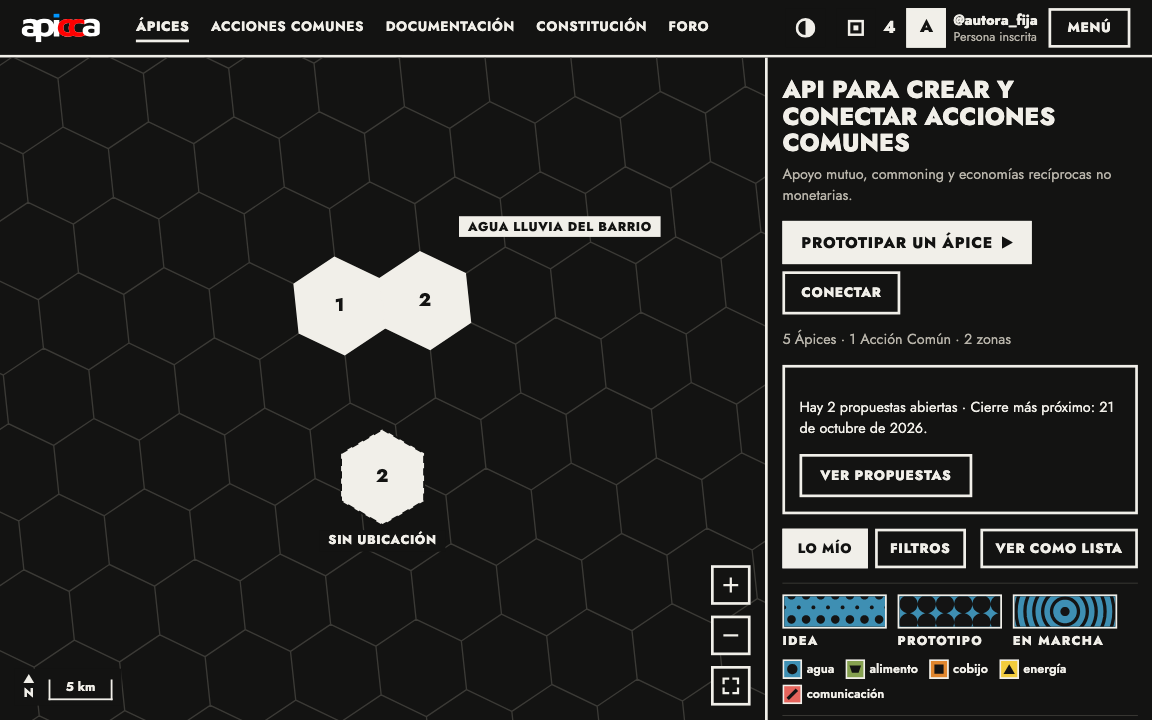 apicca
ÁPICES
ACCIONES COMUNES
DOCUMENTACIÓN
CONSTITUCIÓN
FORO
4
A
@autora_fija
Persona inscrita
MENÚ
AGUA LLUVIA DEL BARRIO
1
2
2
SIN UBICACIÓN
N
5 km
API PARA CREAR Y
CONECTAR ACCIONES
COMUNES
Apoyo mutuo, commoning y economías recíprocas no
monetarias.
PROTOTIPAR UN ÁPICE
CONECTAR
5 Ápices · 1 Acción Común · 2 zonas
Hay 2 propuestas abiertas · Cierre más próximo: 21
de octubre de 2026.
VER PROPUESTAS
LO MÍO
FILTROS
VER COMO LISTA
IDEA
PROTOTIPO
EN MARCHA
agua
alimento
cobijo
energía
comunicación